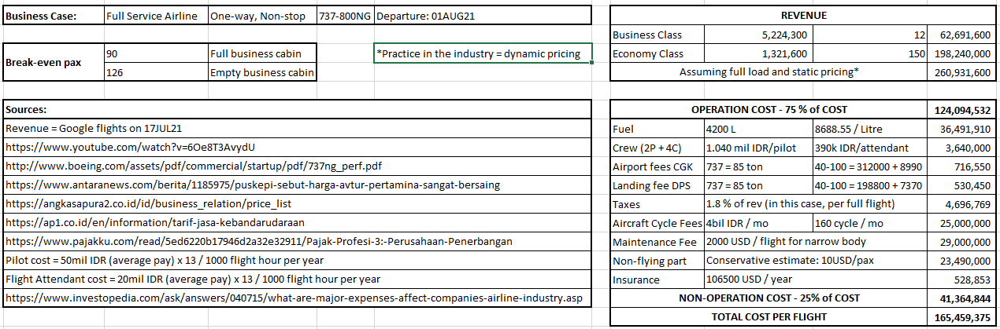 Business Case: Full Service Airline One-way, Non-stop 737-800NG Departure: 01AUG21
Break-even pax 90 Full business cabin
126 Empty business cabin
*Practice in the industry = dynamic pricing
Sources:
Revenue = Google flights on 17JUL21
https://www.youtube.com/watch?v=6Oe8T3AvydU
http://www.boeing.com/assets/pdf/commercial/startup/pdf/737ng_perf.pdf
https://www.antaranews.com/berita/1185975/puskepi-sebut-harga-avtur-pertamina-sangat-bersaing
https://angkasapura2.co.id/id/business_relation/price_list
https://ap1.co.id/en/information/tarif-jasa-kebandarudaraan
https://www.pajakku.com/read/5ed6220b17946d2a32e32911/Pajak-Profesi-3:-Perusahaan-Penerbangan
Pilot cost = 50mil IDR (average pay) x 13 / 1000 flight hour per year
Flight Attendant cost = 20mil IDR (average pay) x 13 / 1000 flight hour per year
https://www.investopedia.com/ask/answers/040715/what-are-major-expenses-affect-companies-airline-industry.asp
REVENUE
Business Class 5,224,300 12 62,691,600
Economy Class 1,321,600 150 198,240,000
Assuming full load and static pricing* 260,931,600
OPERATION COST - 75 % of COST 124,094,532
Fuel 4200 L 8688.55 / Litre 36,491,910
Crew (2P + 4C) 1.040 mil IDR/pilot 390k IDR/attendant 3,640,000
Airport fees CGK 737 = 85 ton 40-100 = 312000 + 8990 716,550
Landing fee DPS 737 = 85 ton 40-100 = 198800 + 7370 530,450
Taxes 1.8 % of rev (in this case, per full flight) 4,696,769
Aircraft Cycle Fees 4bil IDR / mo 160 cycle / mo 25,000,000
Maintenance Fee 2000 USD / flight for narrow body 29,000,000
Non-flying part Conservative estimate: 10USD/pax 23,490,000
Insurance 106500 USD / year 528,853
NON-OPERATION COST - 25% of COST 41,364,844
TOTAL COST PER FLIGHT 165,459,375